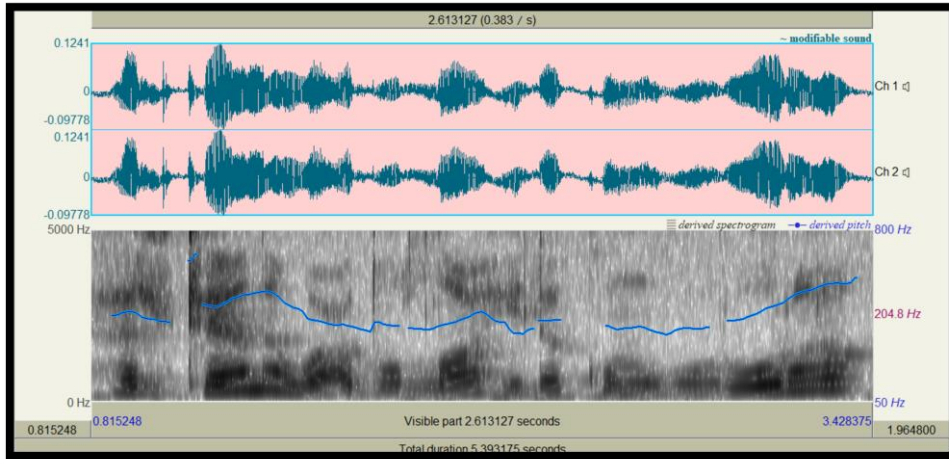 2.613127 (0.383 / s)
~ modifiable sound
0.1241
0
-0.09778
Ch 1
0.1241
0
-0.09778
Ch 2
derived spectrogram derived pitch
5000 Hz 800 Hz
204.8 Hz
0 Hz 50 Hz
0.815248 Visible part 2.613127 seconds 3.428375
0.815248 1.964800
Total duration 5.393175 seconds